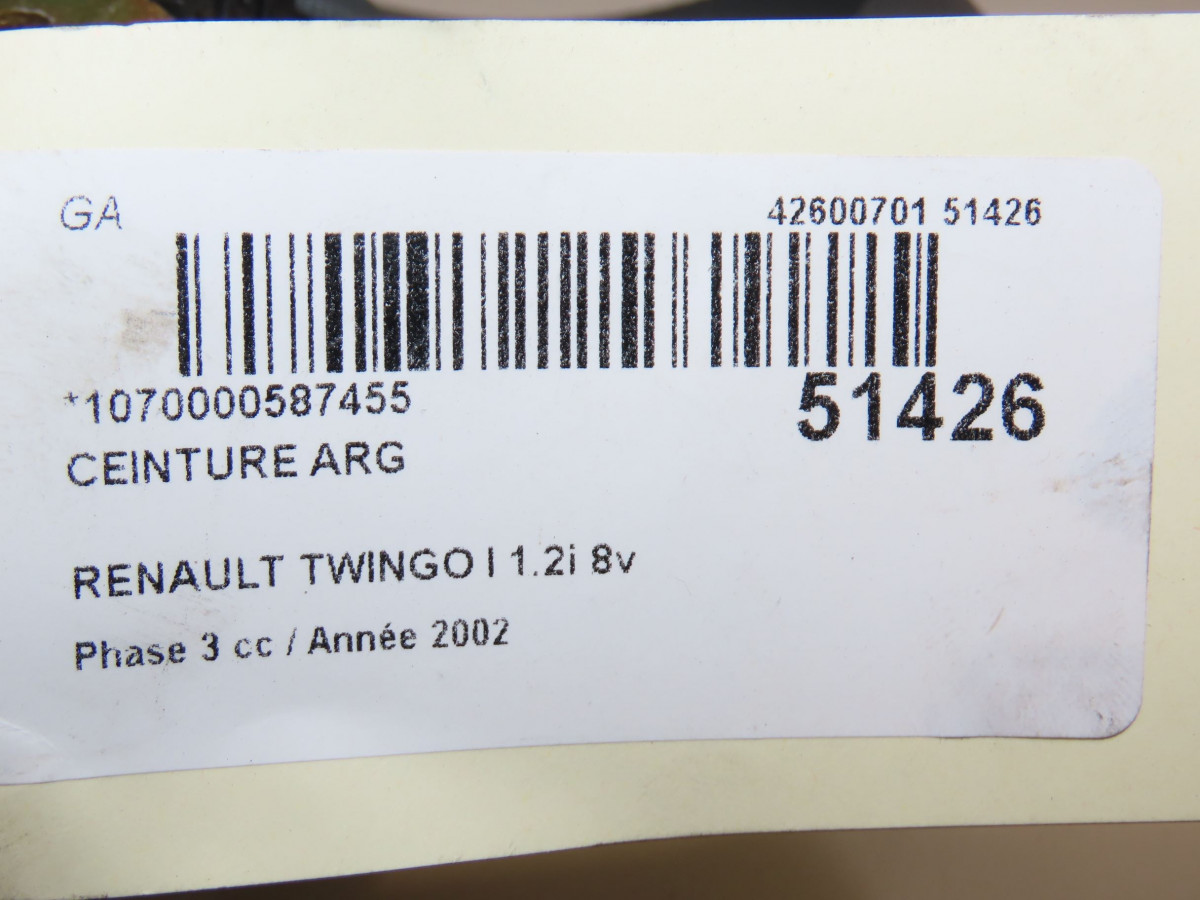 GA
42600701 51426
*1070000587455
51426
CEINTURE ARG
RENAULT TWINGO I 1.2i 8v
Phase 3 cc / Année 2002